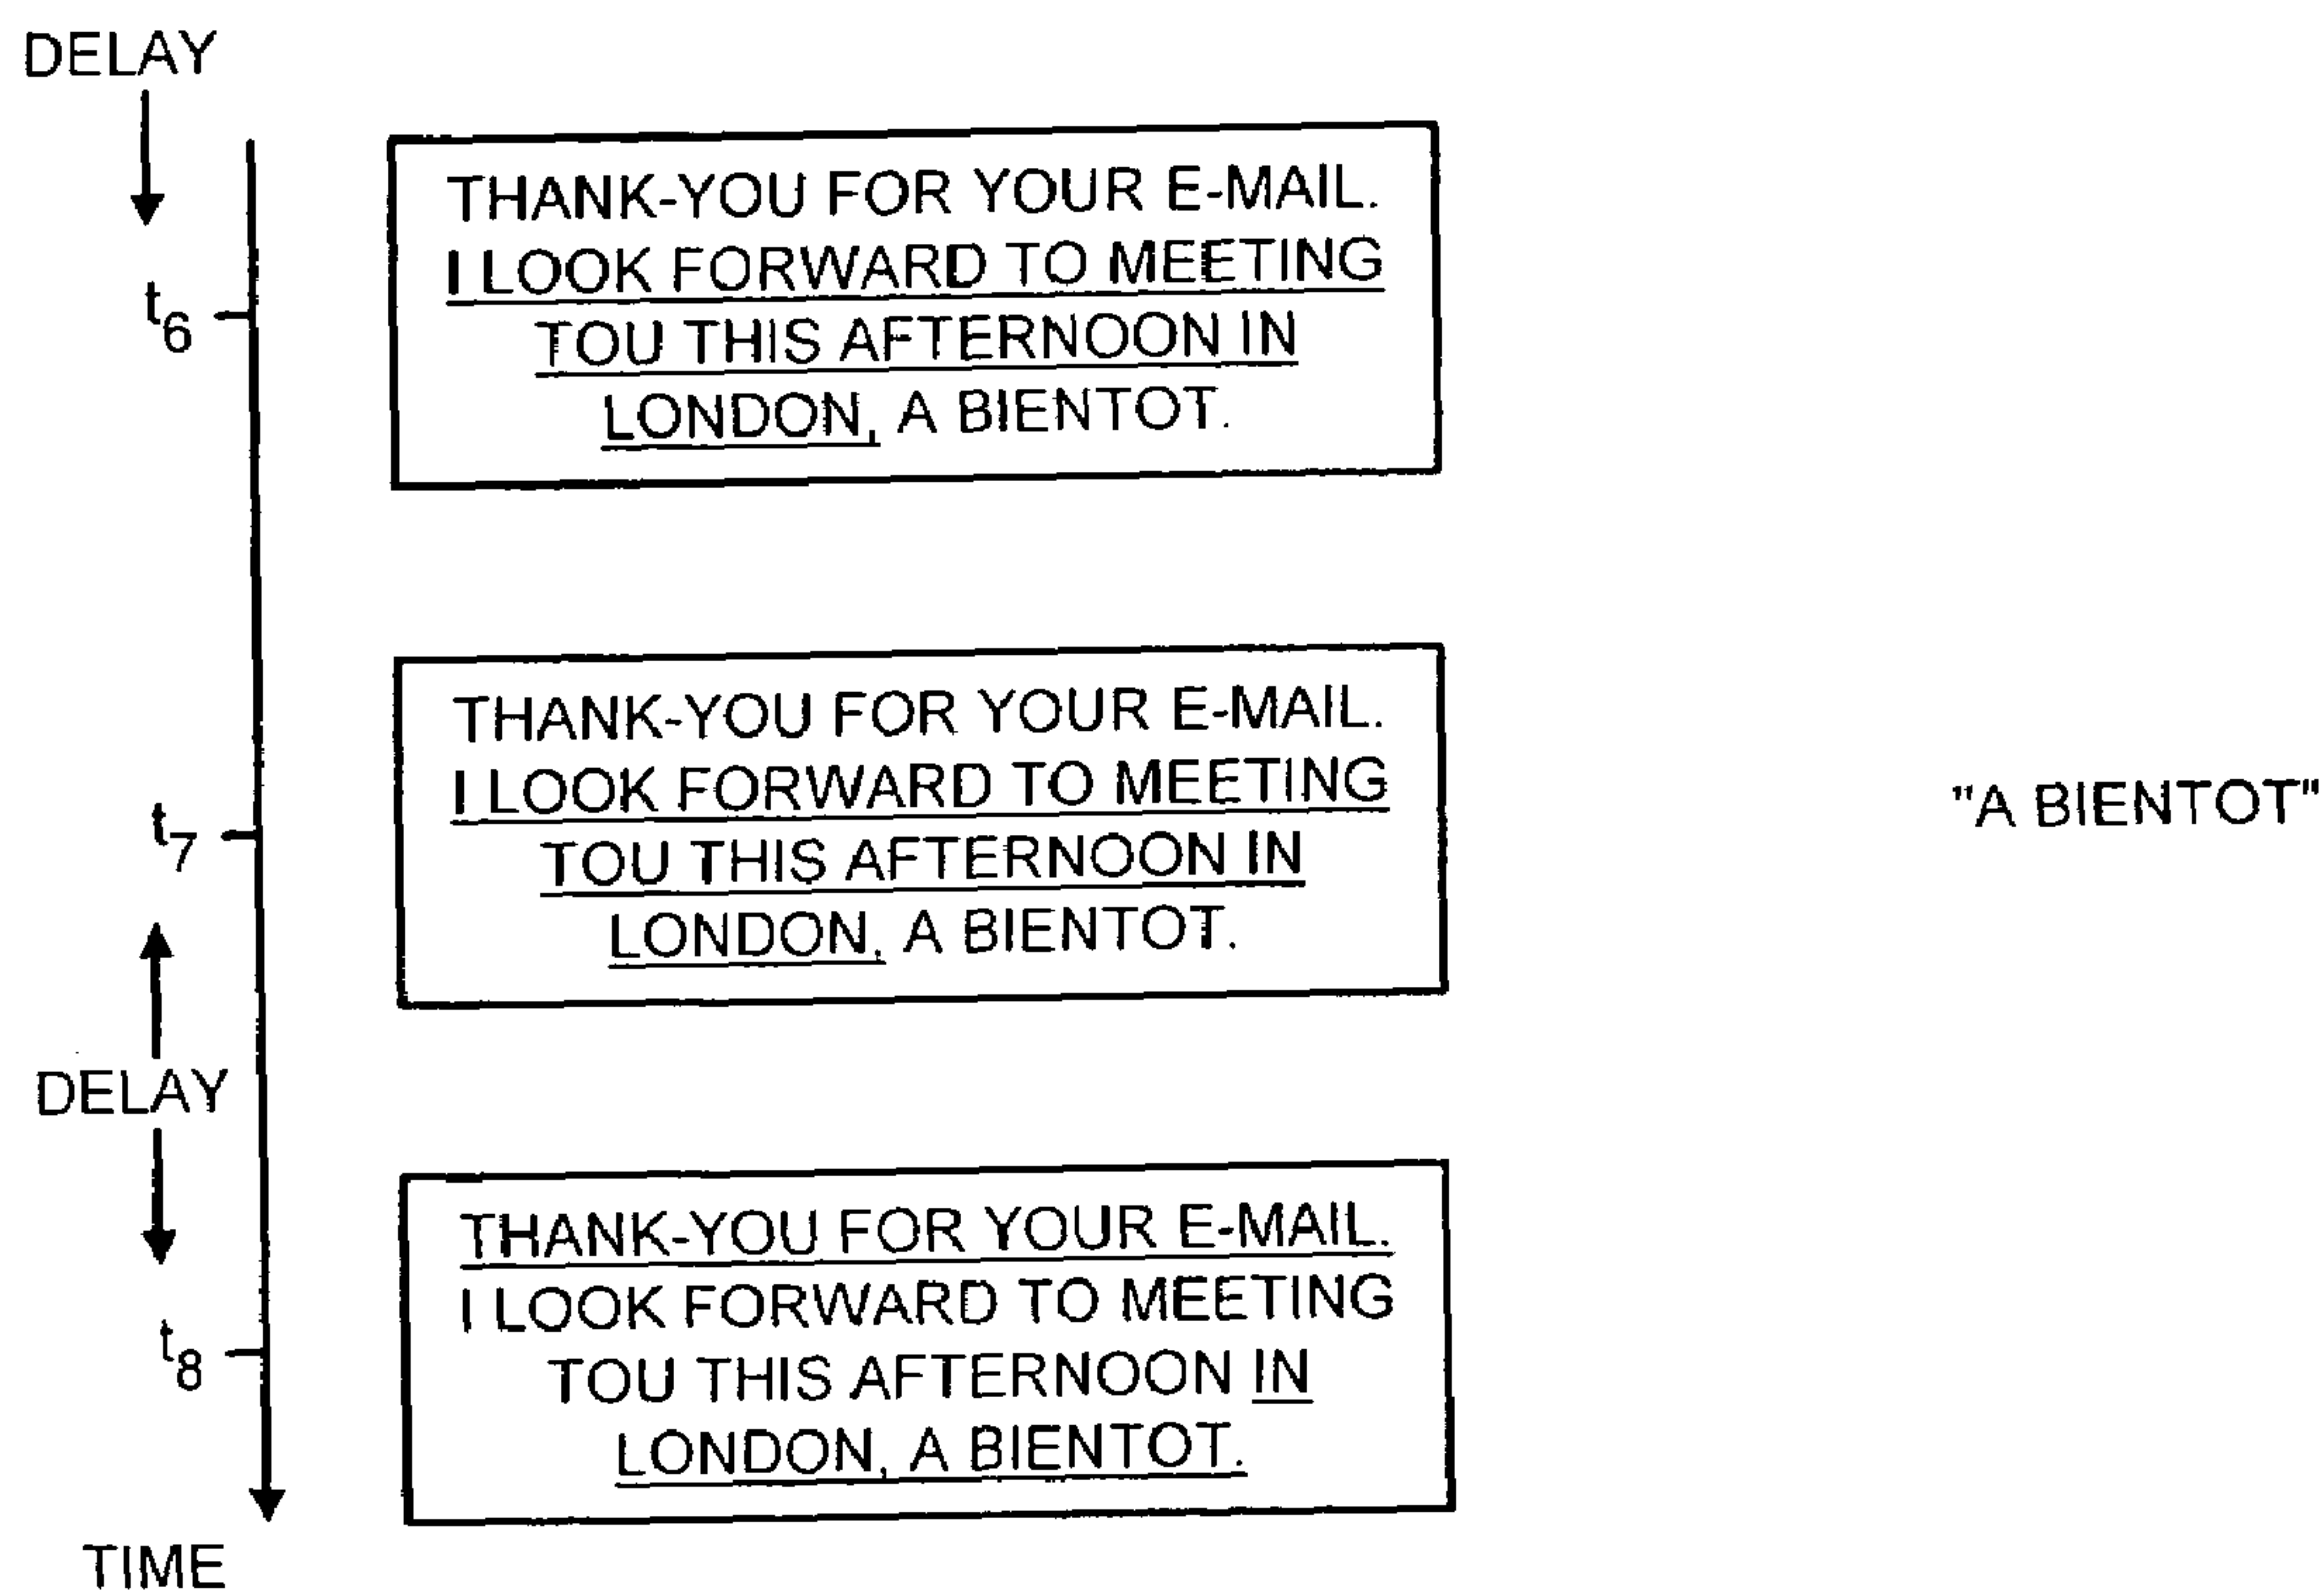 DELAY
t6
THANK-YOU FOR YOUR E-MAIL.
I LOOK FORWARD TO MEETING
TOU THIS AFTERNOON IN
LONDON, A BIENTOT.
t7
THANK-YOU FOR YOUR E-MAIL.
I LOOK FORWARD TO MEETING
TOU THIS AFTERNOON IN
LONDON, A BIENTOT.
"A BIENTOT"
DELAY
t8
THANK-YOU FOR YOUR E-MAIL.
I LOOK FORWARD TO MEETING
TOU THIS AFTERNOON IN
LONDON, A BIENTOT.
TIME